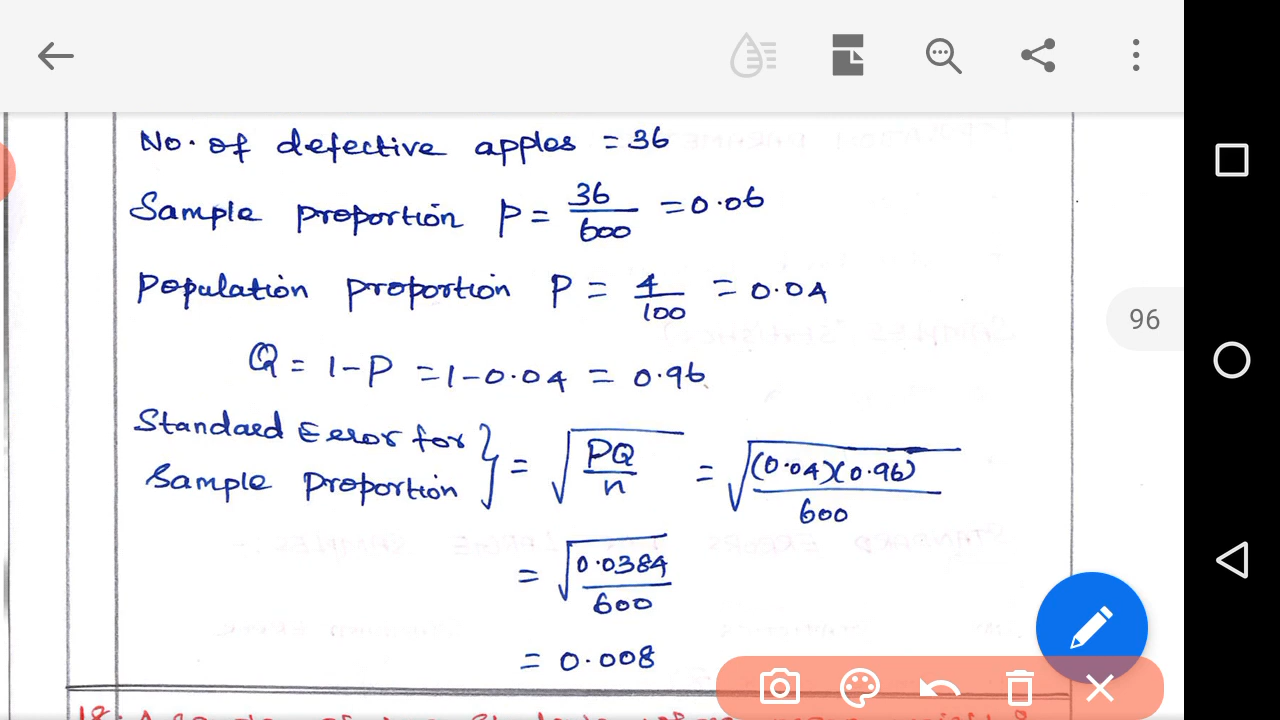 No. of defective apples = 36
Sample proportion p = 36/600 = 0.06
Population proportion P = 4/100 = 0.04
Q = 1-P = 1-0.04 = 0.96
Standard Error for Sample Proportion } = √(PQ/n) = √((0.04)(0.96)/600)
= √(0.0384/600)
= 0.008
96
18.